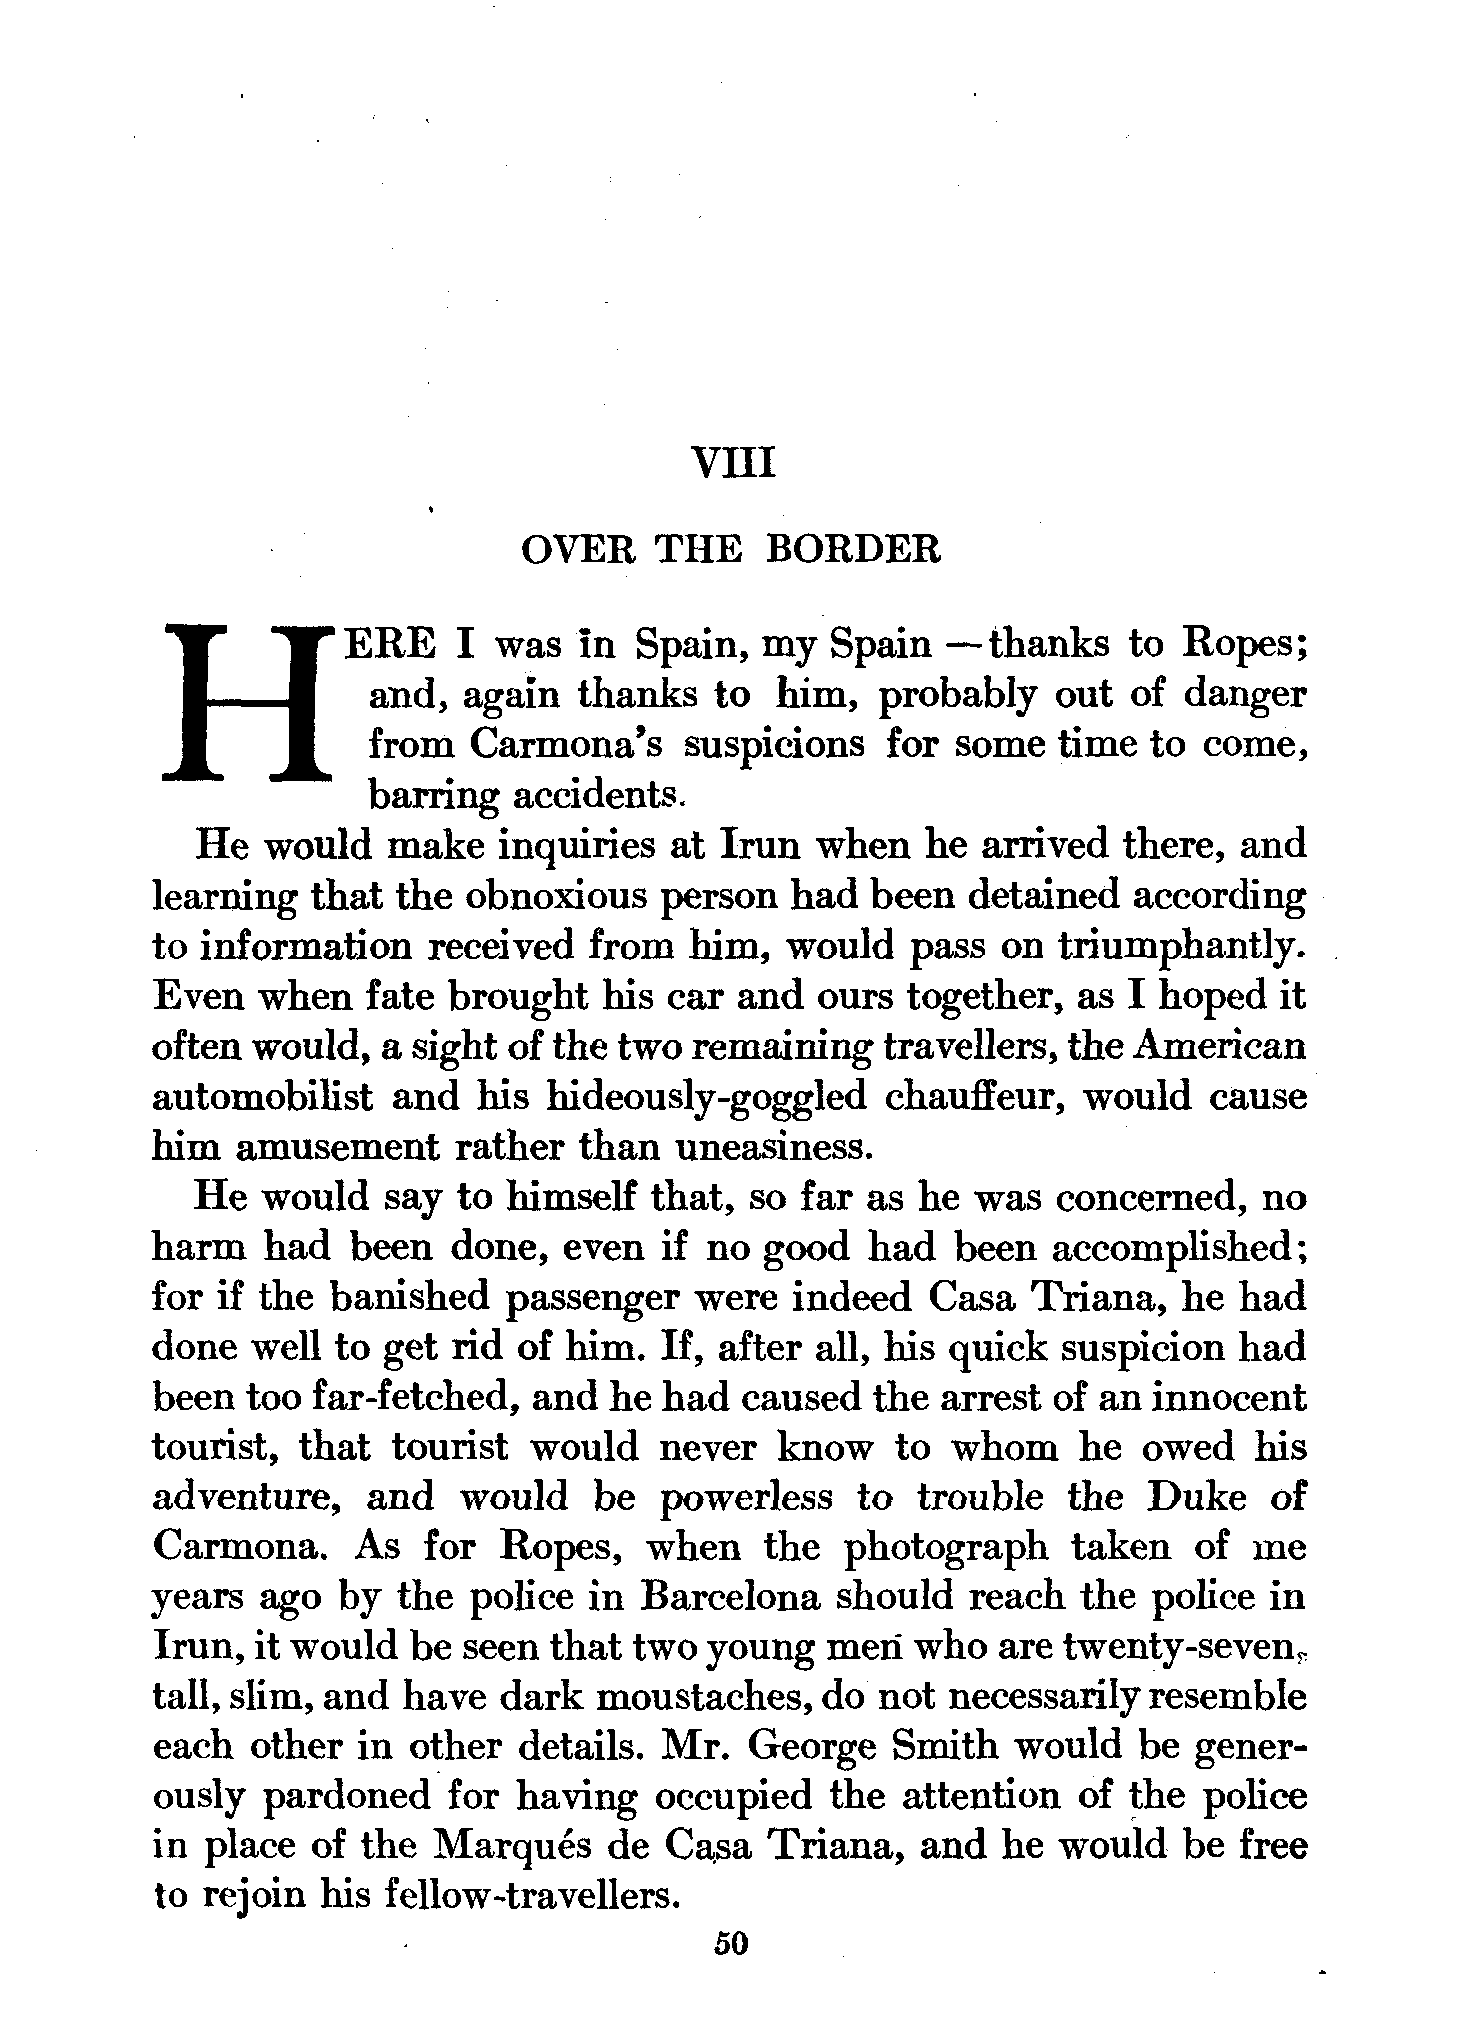 VIII
OVER THE BORDER
HERE I was in Spain, my Spain —thanks to Ropes;
and, again thanks to him, probably out of danger
from Carmona's suspicions for some time to come,
barring accidents.
He would make inquiries at Irun when he arrived there, and
learning that the obnoxious person had been detained according
to information received from him, would pass on triumphantly.
Even when fate brought his car and ours together, as I hoped it
often would, a sight of the two remaining travellers, the American
automobilist and his hideously-goggled chauffeur, would cause
him amusement rather than uneasiness.
He would say to himself that, so far as he was concerned, no
harm had been done, even if no good had been accomplished;
for if the banished passenger were indeed Casa Triana, he had
done well to get rid of him. If, after all, his quick suspicion had
been too far-fetched, and he had caused the arrest of an innocent
tourist, that tourist would never know to whom he owed his
adventure, and would be powerless to trouble the Duke of
Carmona. As for Ropes, when the photograph taken of me
years ago by the police in Barcelona should reach the police in
Irun, it would be seen that two young men who are twenty-seven,
tall, slim, and have dark moustaches, do not necessarily resemble
each other in other details. Mr. George Smith would be gener-
ously pardoned for having occupied the attention of the police
in place of the Marqués de Casa Triana, and he would be free
to rejoin his fellow-travellers.
50